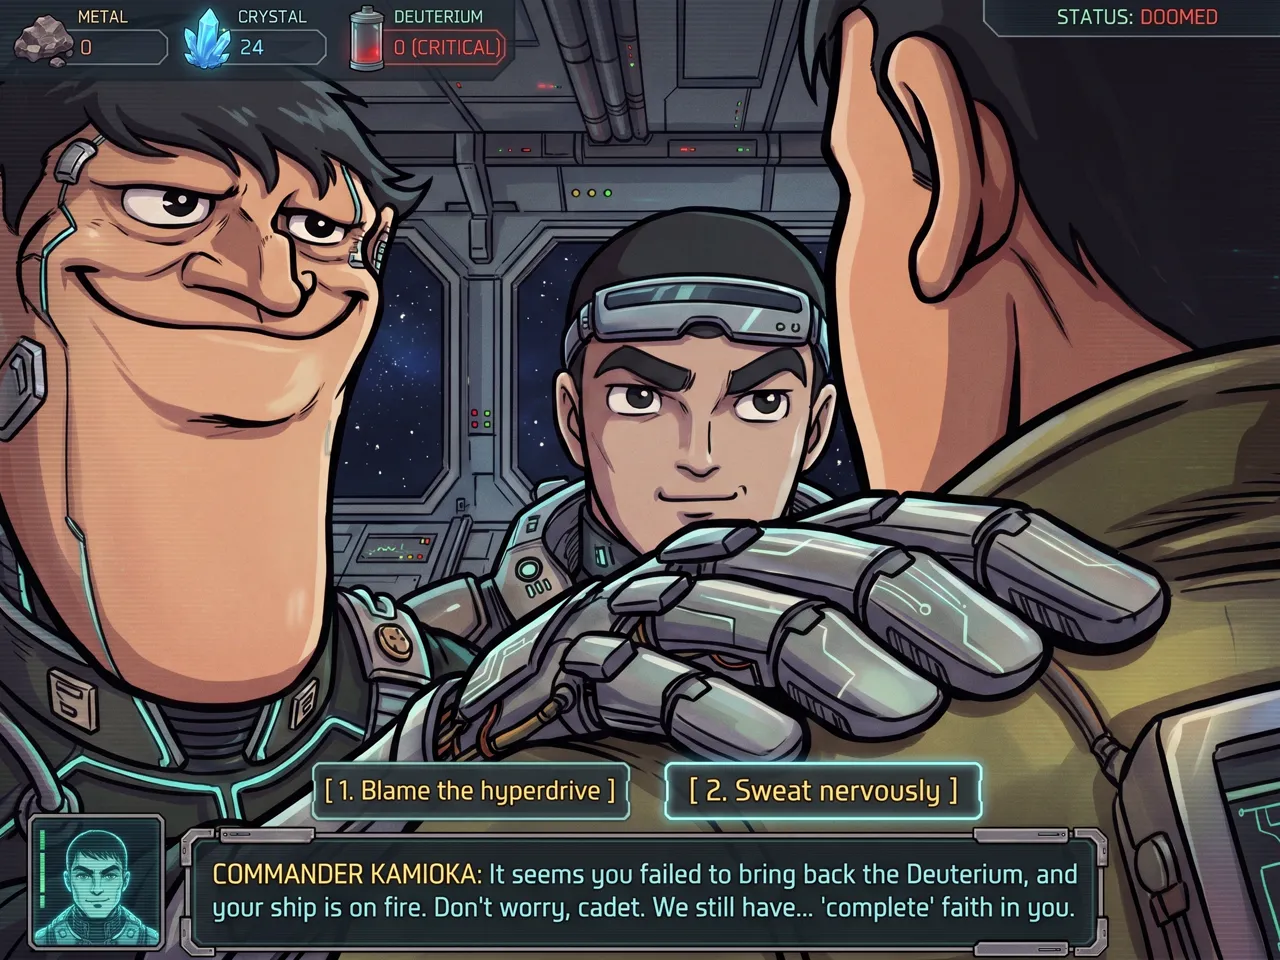 METAL
0
CRYSTAL
24
DEUTERIUM
0 (CRITICAL)
STATUS: DOOMED
[ 1. Blame the hyperdrive ]
[ 2. Sweat nervously ]
COMMANDER KAMIOKA: It seems you failed to bring back the Deuterium, and
your ship is on fire. Don't worry, cadet. We still have... 'complete' faith in you.